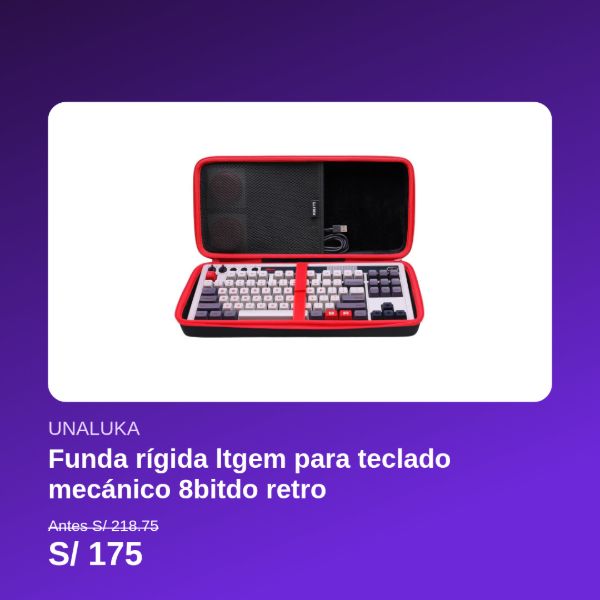 UNALUKA
Funda rígida ltgem para teclado
mecánico 8bitdo retro
Antes S/ 218.75
S/ 175